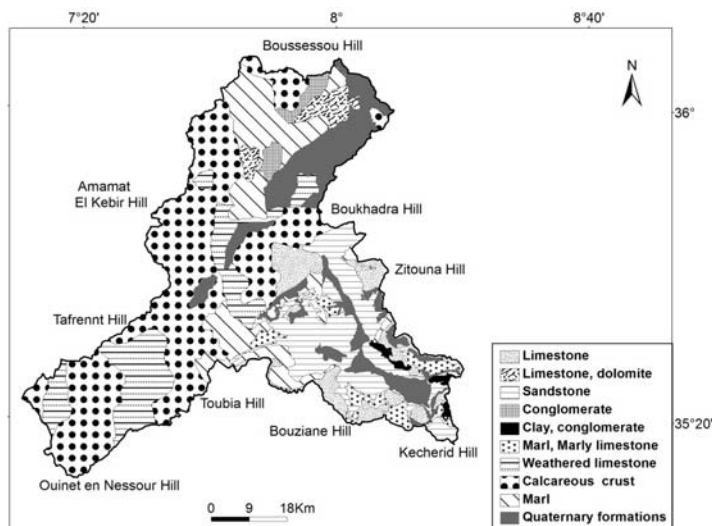 7°20'
8°
8°40'
Boussessou Hill
N
36°
Amamat
El Kebir Hill
Boukhadra Hill
Zitouna Hill
Tafrennt Hill
Limestone
Limestone, dolomite
Sandstone
Conglomerate
Clay, conglomerate
Marl, Marly limestone
Weathered limestone
Calcareous crust
Marl
Quaternary formations
Toubia Hill
Bouziane Hill
35°20'
Kecherid Hill
Ouinet en Nessour Hill
0 9 18Km